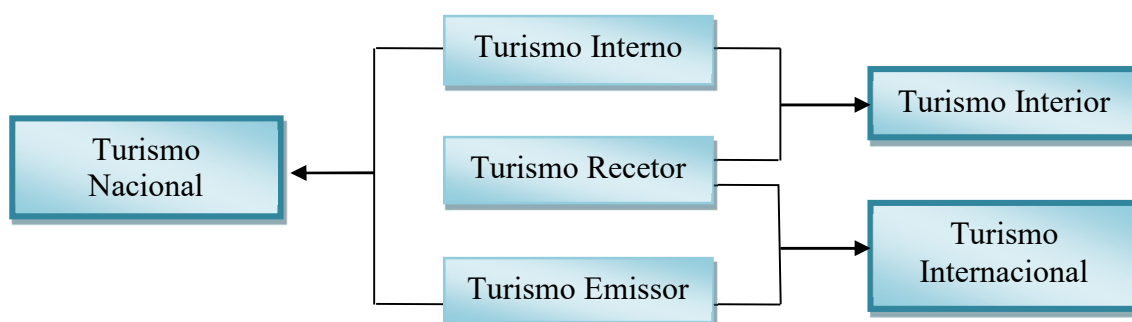 Turismo Interno
Turismo Interior
Turismo
Nacional
Turismo Recetor
Turismo
Internacional
Turismo Emissor